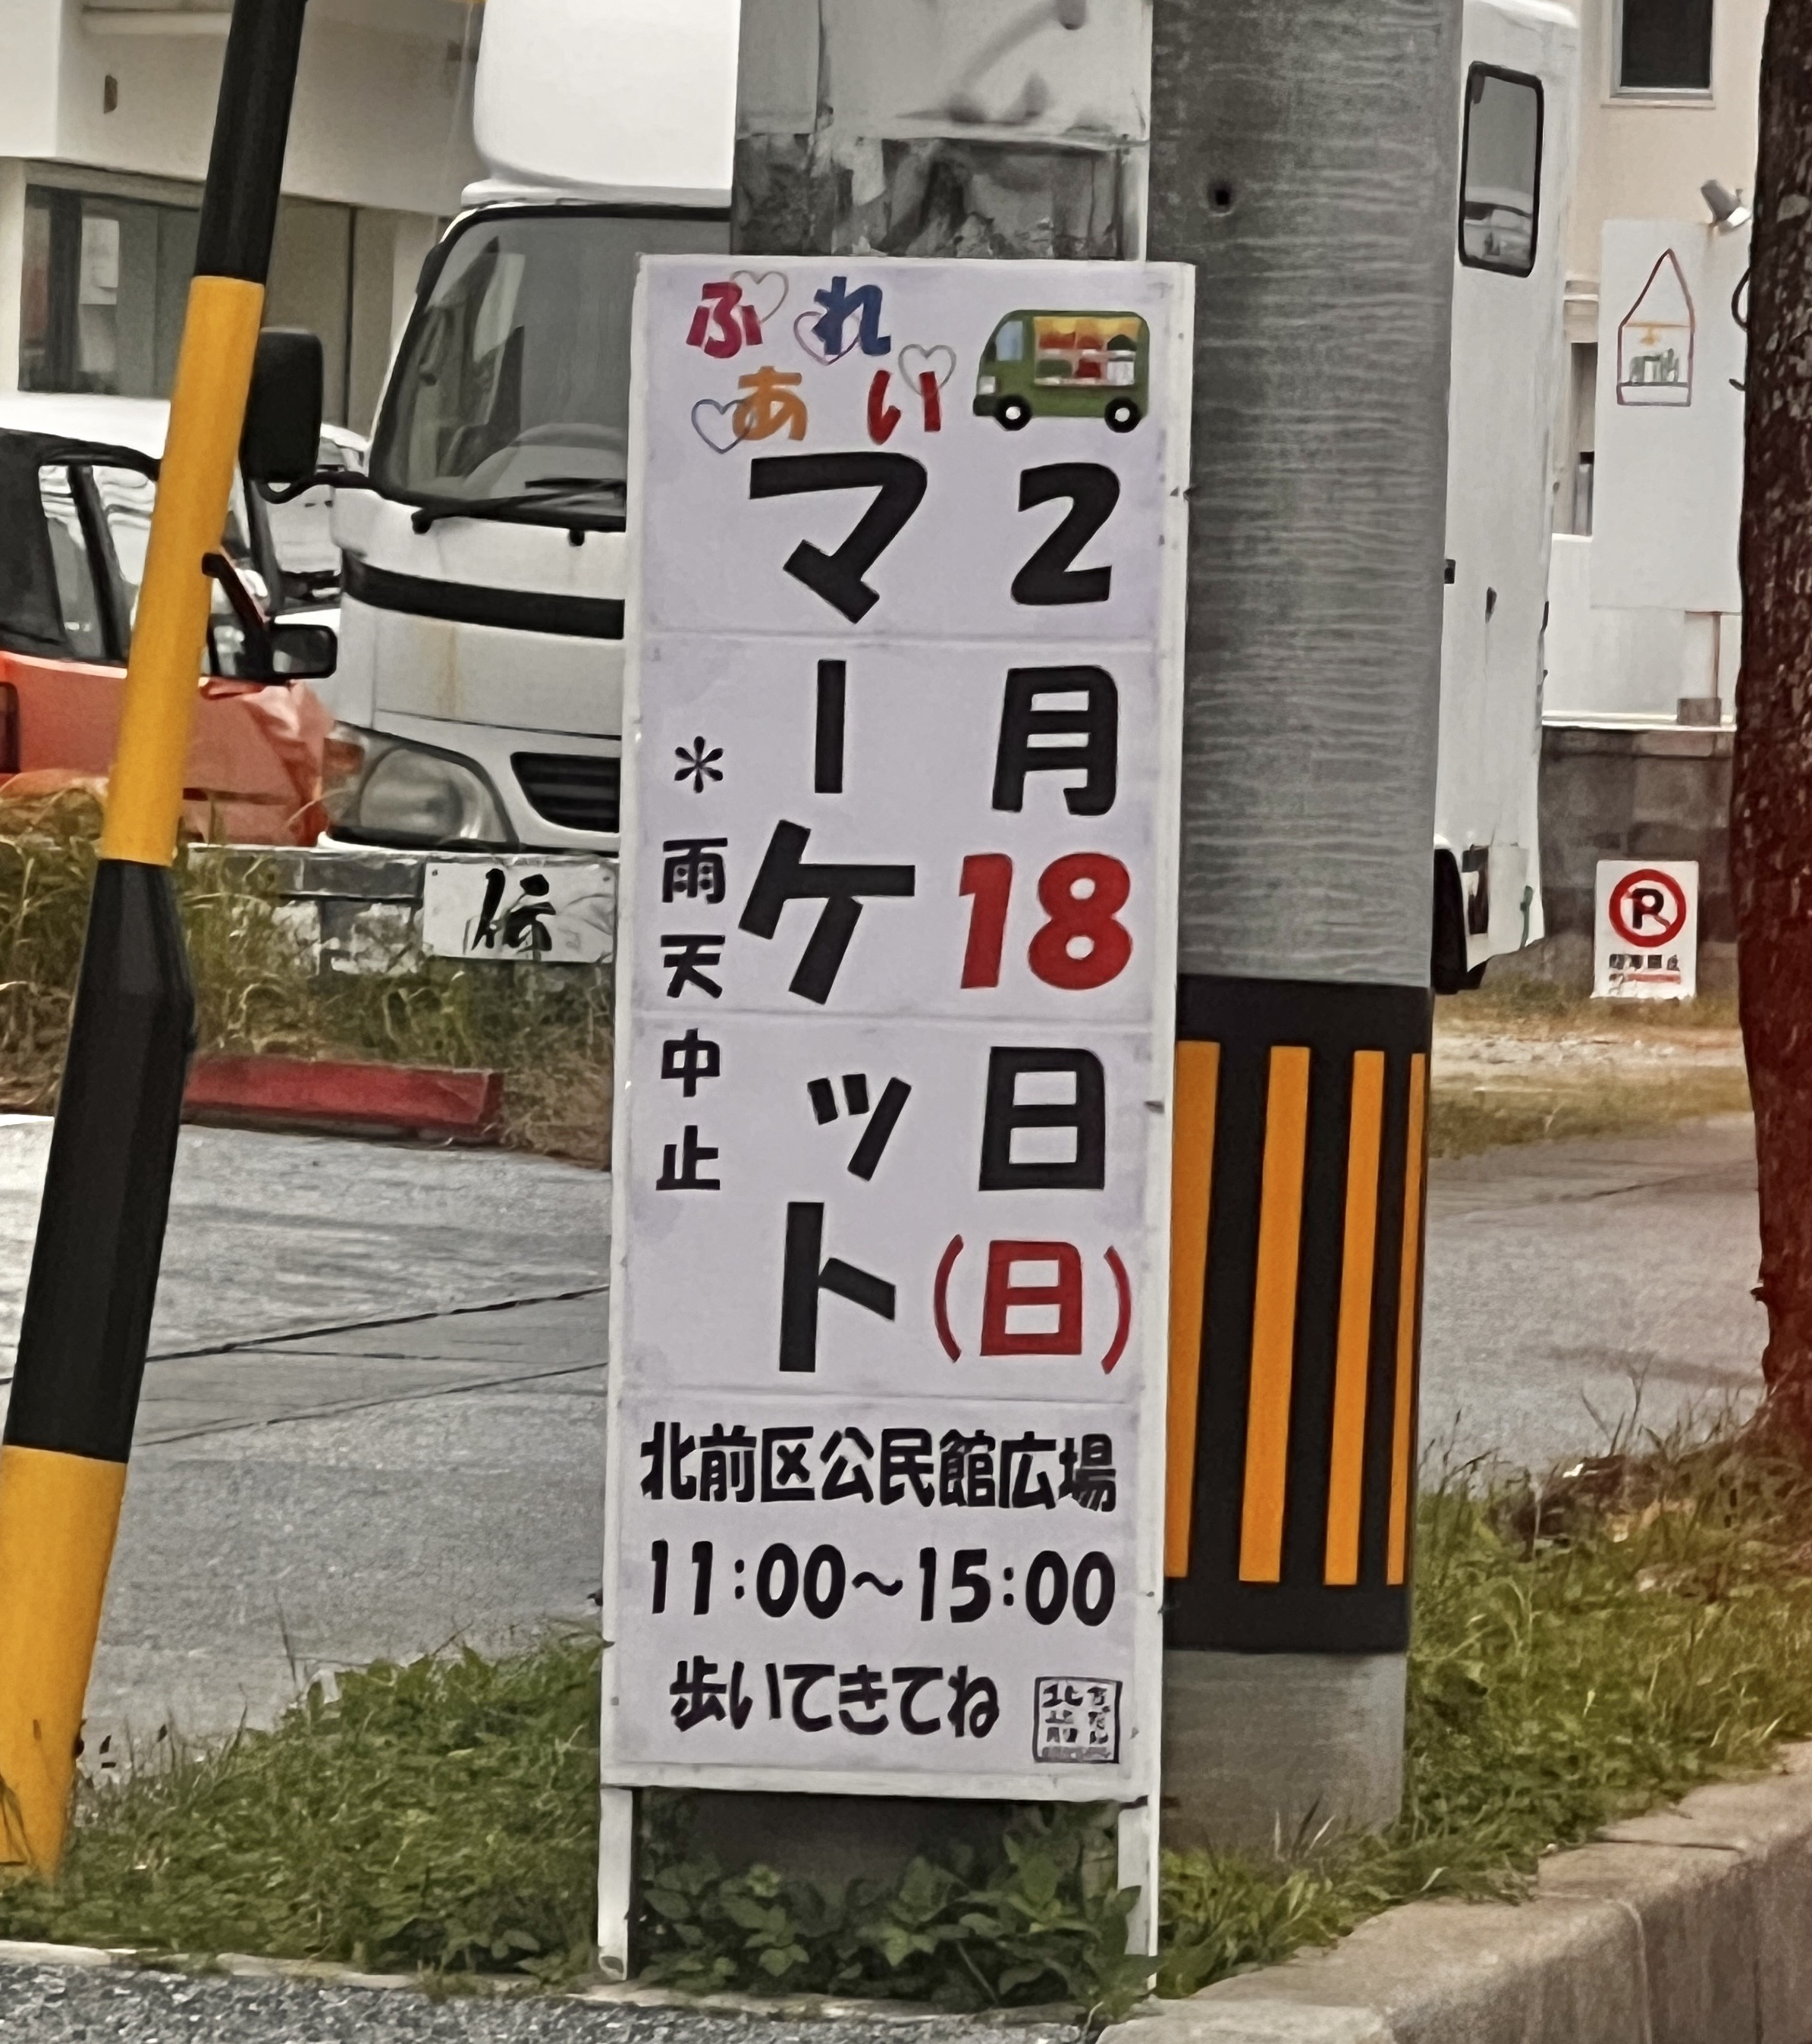 ふれ
あい
2月18日(日)
マーケット
*雨天中止
北前区公民館広場
11:00~15:00
歩いてきてね
伝